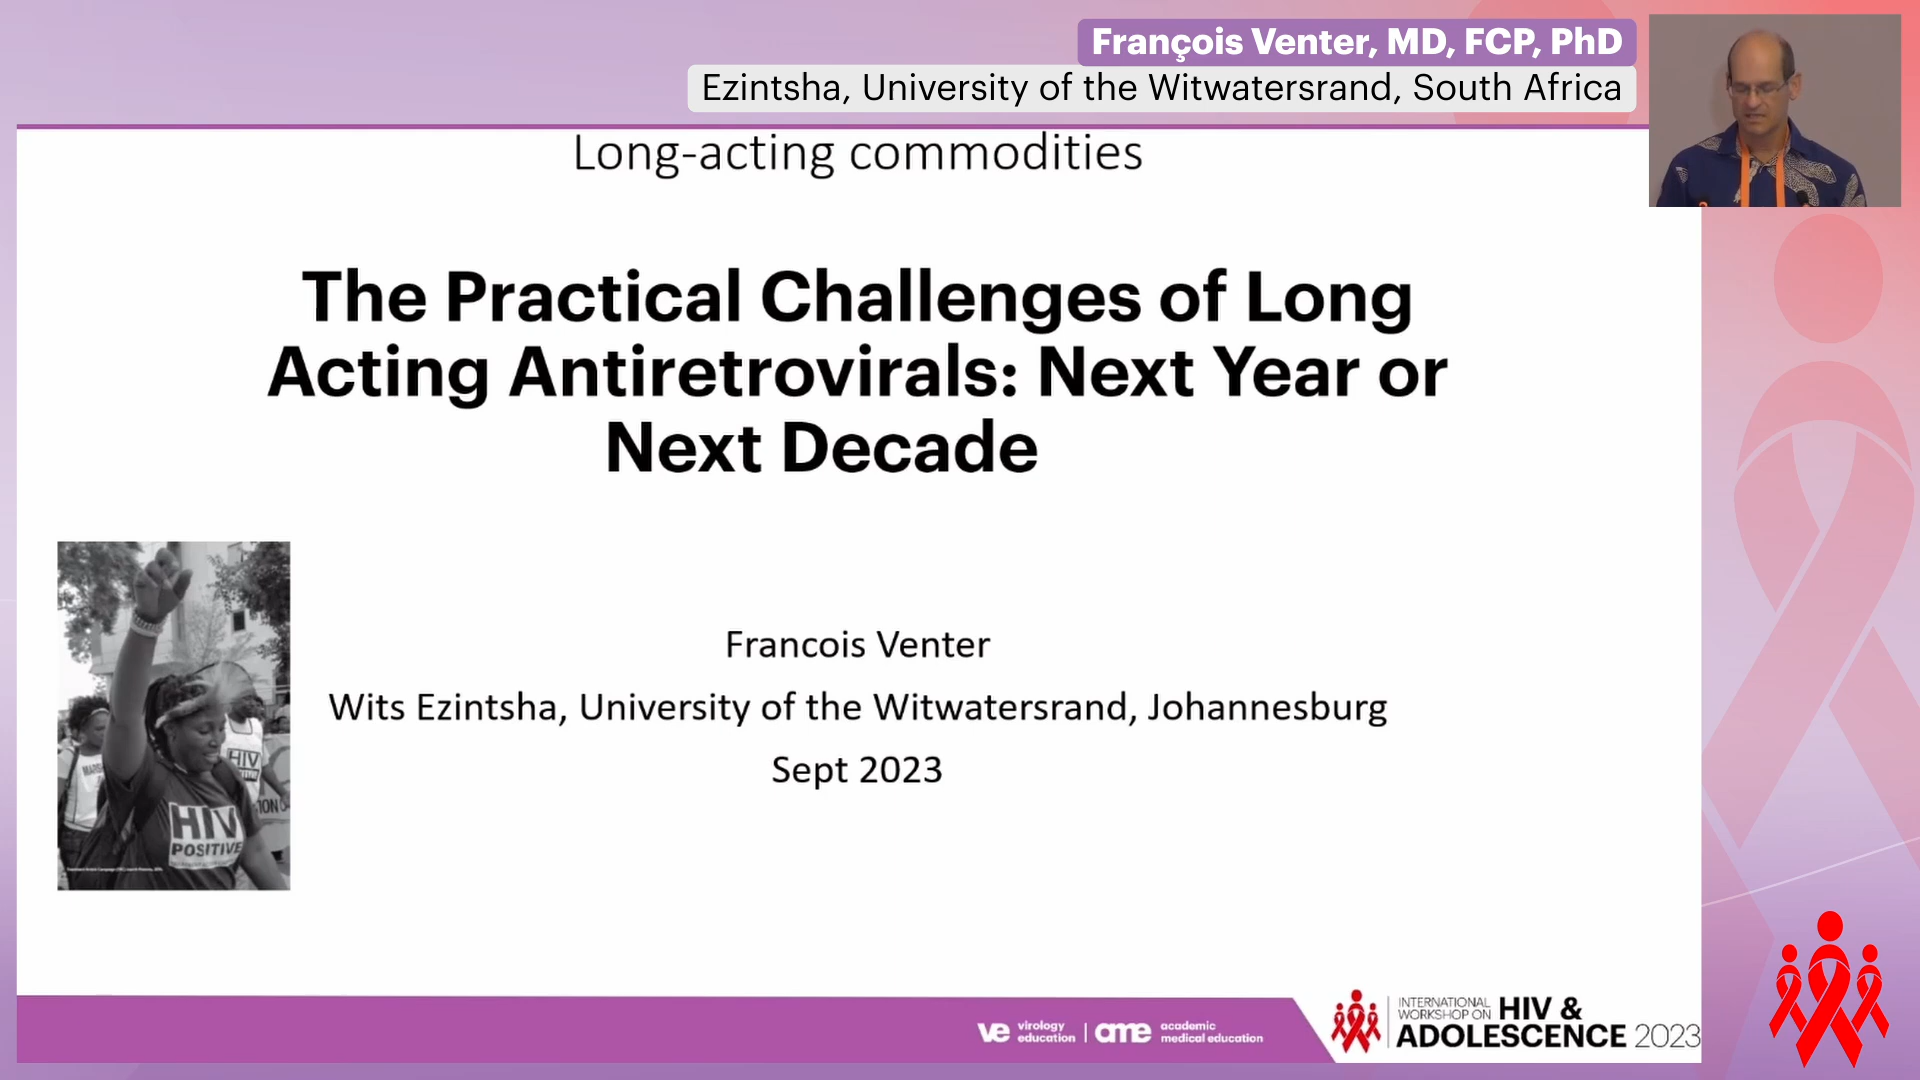 François Venter, MD, FCP, PhD
Ezintsha, University of the Witwatersrand, South Africa
Long-acting commodities
The Practical Challenges of Long
Acting Antiretrovirals: Next Year or
Next Decade
Francois Venter
Wits Ezintsha, University of the Witwatersrand, Johannesburg
Sept 2023
HIV
HIV
POSITIVE
ve virology education | ame academic medical education
INTERNATIONAL WORKSHOP ON HIV &
ADOLESCENCE 2023